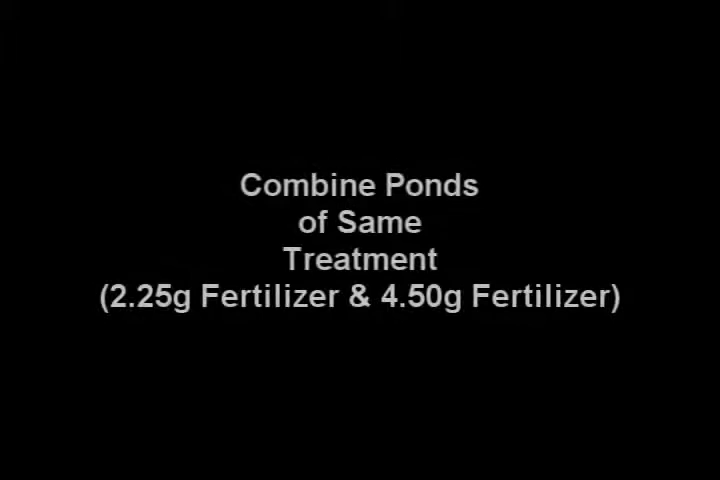 Combine Ponds
of Same
Treatment
(2.25g Fertilizer & 4.50g Fertilizer)